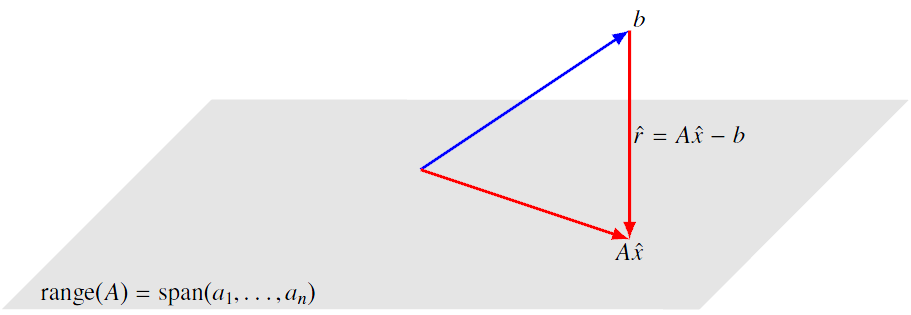 b
r̂ = Ax̂ − b
Ax̂
range(A) = span(a₁, . . . , aₙ)